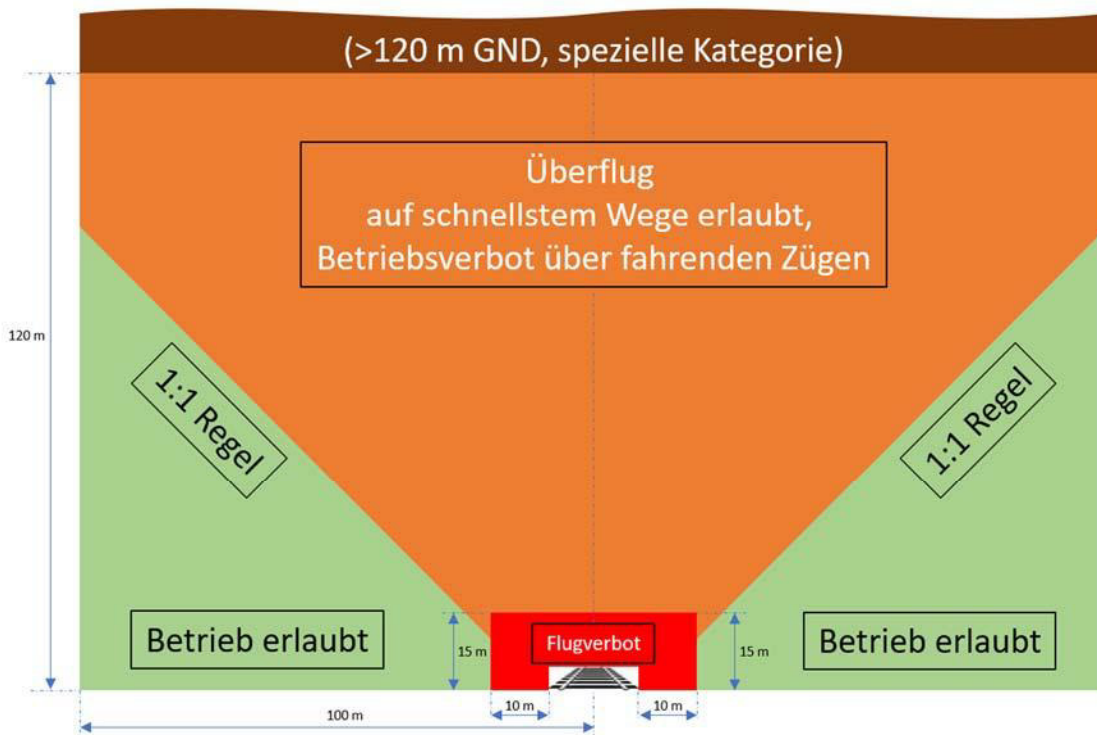 (>120 m GND, spezielle Kategorie)
Überflug
auf schnellstem Wege erlaubt,
Betriebsverbot über fahrenden Zügen
120 m
1:1 Regel
1:1 Regel
Betrieb erlaubt
15 m
Flugverbot
15 m
Betrieb erlaubt
10 m
10 m
100 m